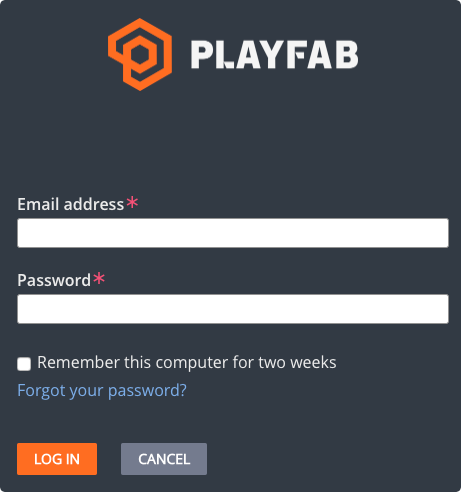 PLAYFAB
Email address*
Password*
Remember this computer for two weeks
Forgot your password?
LOG IN
CANCEL